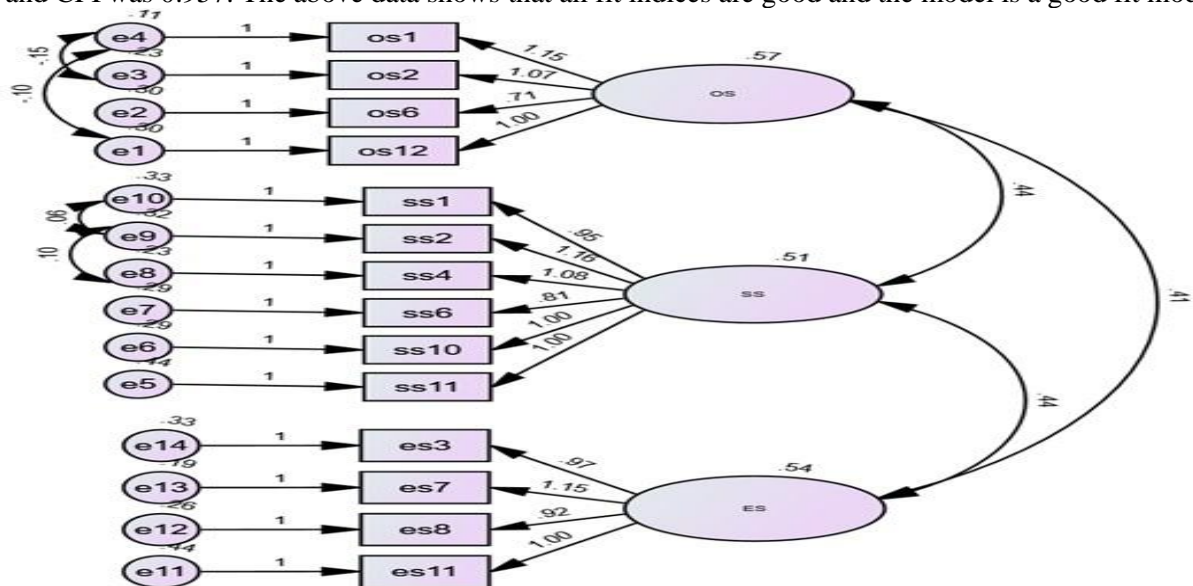 and CFI was 0.937. The above data shows that all fit indices are good and the model is a good fit mod
.11
e4 1 os1 1.15 .57
.23
e3 1 os2 1.07 OS
.30
e2 1 os6 .71
.30
e1 1 os12 1.00
-.15
-.10
.33
e10 1 ss1 .95 .44
.32
e9 1 ss2 1.16 .51
.23
e8 1 ss4 1.08 SS .41
.29
e7 1 ss6 .81
.29
e6 1 ss10 1.00
.44
e5 1 ss11 1.00
.06
.10
.44
.33
e14 1 es3 .97 .54
.19
e13 1 es7 1.15 ES
.26
e12 1 es8 .92
.44
e11 1 es11 1.00